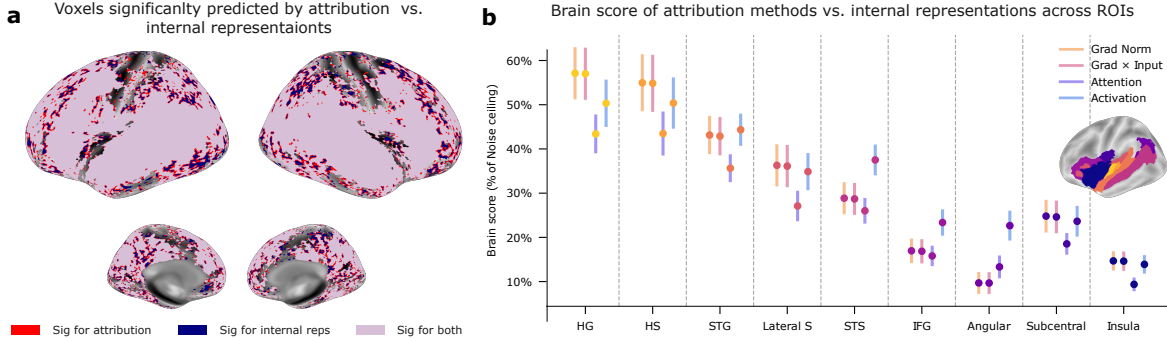 a
Voxels significanlty predicted by attribution vs.
internal representaionts
Sig for attribution
Sig for internal reps
Sig for both
b
Brain score of attribution methods vs. internal representations across ROIs
Brain score (% of Noise ceiling)
60%
50%
40%
30%
20%
10%
Grad Norm
Grad × Input
Attention
Activation
HG
HS
STG
Lateral S
STS
IFG
Angular
Subcentral
Insula